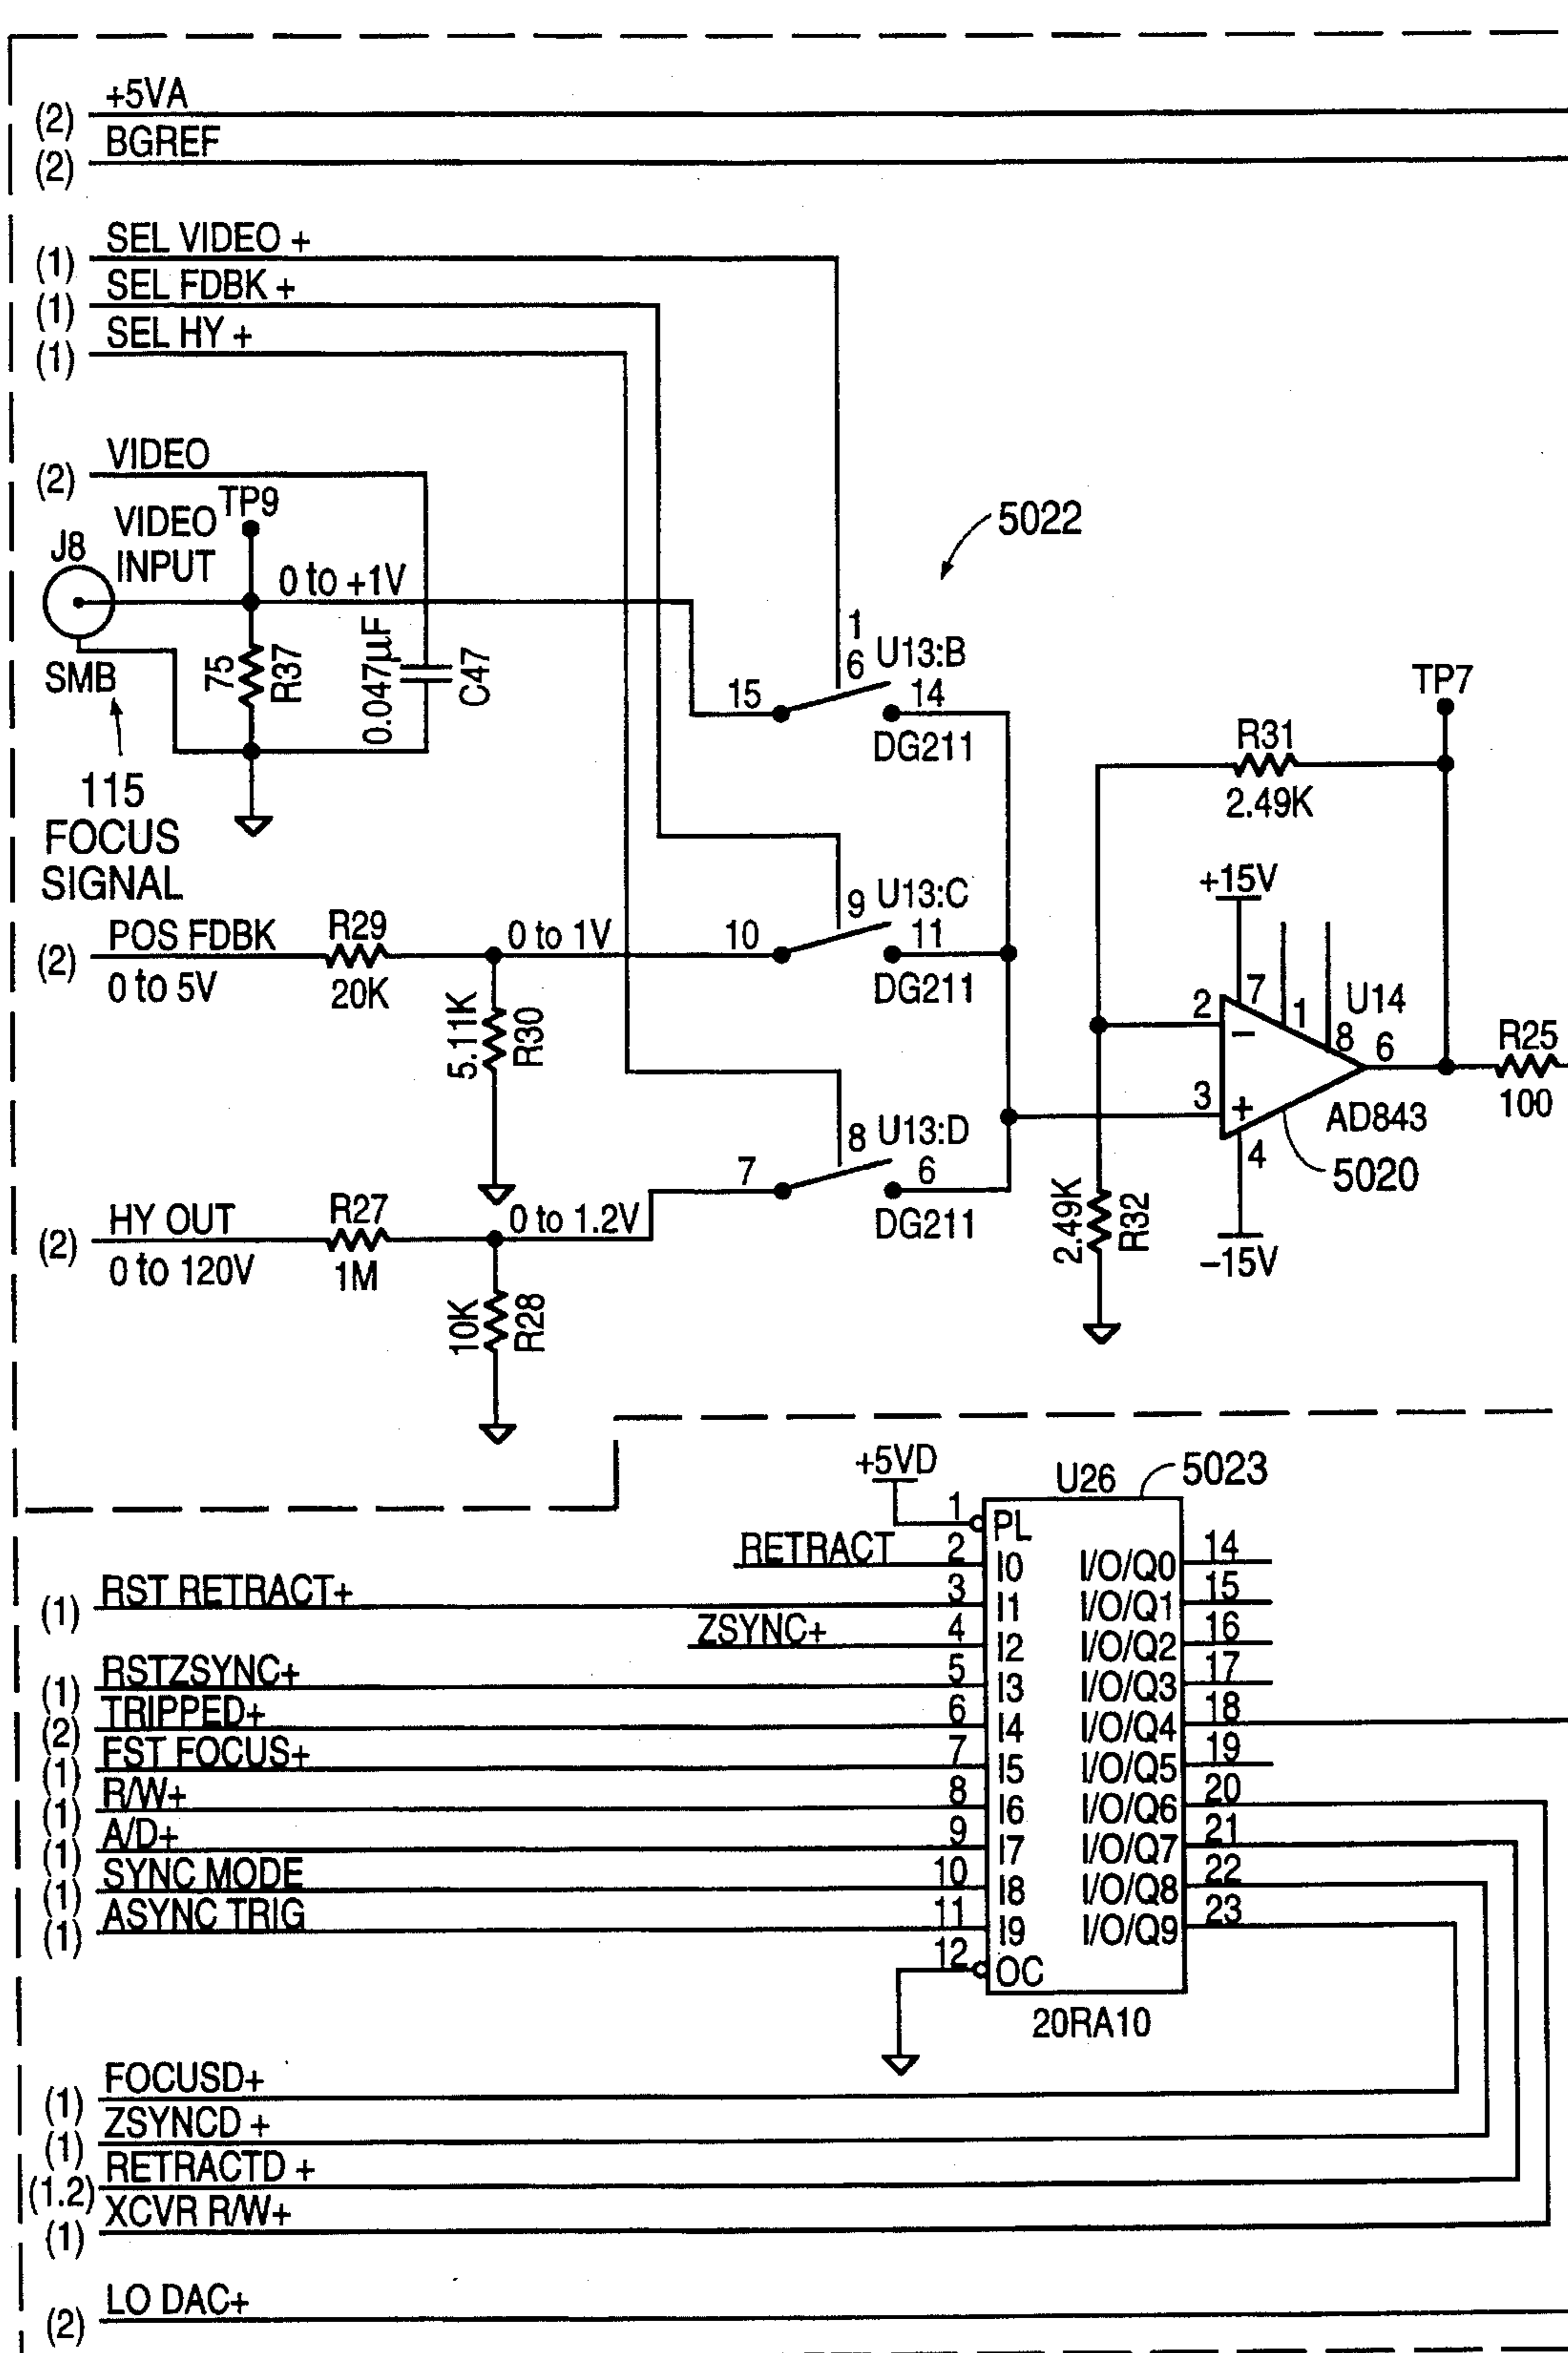 +5VA
(2)
BGREF
(2)
SEL VIDEO +
(1)
SEL FDBK +
(1)
SEL HY +
(1)
VIDEO
(2)
TP9
VIDEO
INPUT
J8
0 to +1V
SMB
75
R37
0.047µF
C47
115
FOCUS
SIGNAL
5022
1
6
U13:B
15
14
DG211
POS FDBK
(2)
0 to 5V
R29
20K
0 to 1V
5.11K
R30
10
9
U13:C
11
DG211
HY OUT
(2)
0 to 120V
R27
1M
0 to 1.2V
10K
R28
7
8
U13:D
6
DG211
TP7
R31
2.49K
+15V
7
1
U14
8
2
−
6
3
+
4
AD843
5020
−15V
2.49K
R32
R25
100
+5VD
U26
5023
1
PL
RETRACT
2
I0
I/O/Q0
14
RST RETRACT+
(1)
3
I1
I/O/Q1
15
ZSYNC+
4
I2
I/O/Q2
16
RSTZSYNC+
(1)
5
I3
I/O/Q3
17
TRIPPED+
(2)
6
I4
I/O/Q4
18
FST FOCUS+
(1)
7
I5
I/O/Q5
19
R/W+
(1)
8
I6
I/O/Q6
20
A/D+
(1)
9
I7
I/O/Q7
21
SYNC MODE
(1)
10
I8
I/O/Q8
22
ASYNC TRIG
(1)
11
I9
I/O/Q9
23
12
OC
20RA10
FOCUSD+
(1)
ZSYNCD +
(1)
RETRACTD +
(1.2)
XCVR R/W+
(1)
LO DAC+
(2)